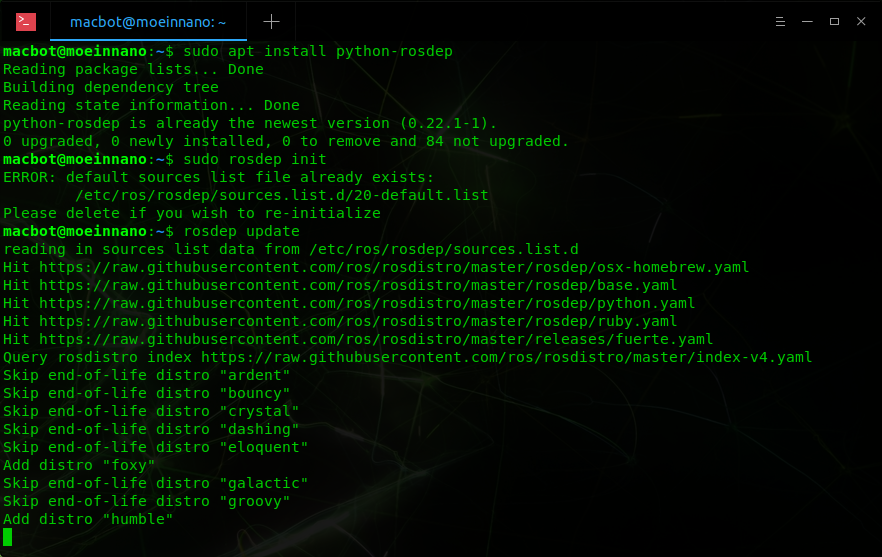 macbot@moeinnano: ~
macbot@moeinnano:~$ sudo apt install python-rosdep
Reading package lists... Done
Building dependency tree
Reading state information... Done
python-rosdep is already the newest version (0.22.1-1).
0 upgraded, 0 newly installed, 0 to remove and 84 not upgraded.
macbot@moeinnano:~$ sudo rosdep init
ERROR: default sources list file already exists:
        /etc/ros/rosdep/sources.list.d/20-default.list
Please delete if you wish to re-initialize
macbot@moeinnano:~$ rosdep update
reading in sources list data from /etc/ros/rosdep/sources.list.d
Hit https://raw.githubusercontent.com/ros/rosdistro/master/rosdep/osx-homebrew.yaml
Hit https://raw.githubusercontent.com/ros/rosdistro/master/rosdep/base.yaml
Hit https://raw.githubusercontent.com/ros/rosdistro/master/rosdep/python.yaml
Hit https://raw.githubusercontent.com/ros/rosdistro/master/rosdep/ruby.yaml
Hit https://raw.githubusercontent.com/ros/rosdistro/master/releases/fuerte.yaml
Query rosdistro index https://raw.githubusercontent.com/ros/rosdistro/master/index-v4.yaml
Skip end-of-life distro "ardent"
Skip end-of-life distro "bouncy"
Skip end-of-life distro "crystal"
Skip end-of-life distro "dashing"
Skip end-of-life distro "eloquent"
Add distro "foxy"
Skip end-of-life distro "galactic"
Skip end-of-life distro "groovy"
Add distro "humble"